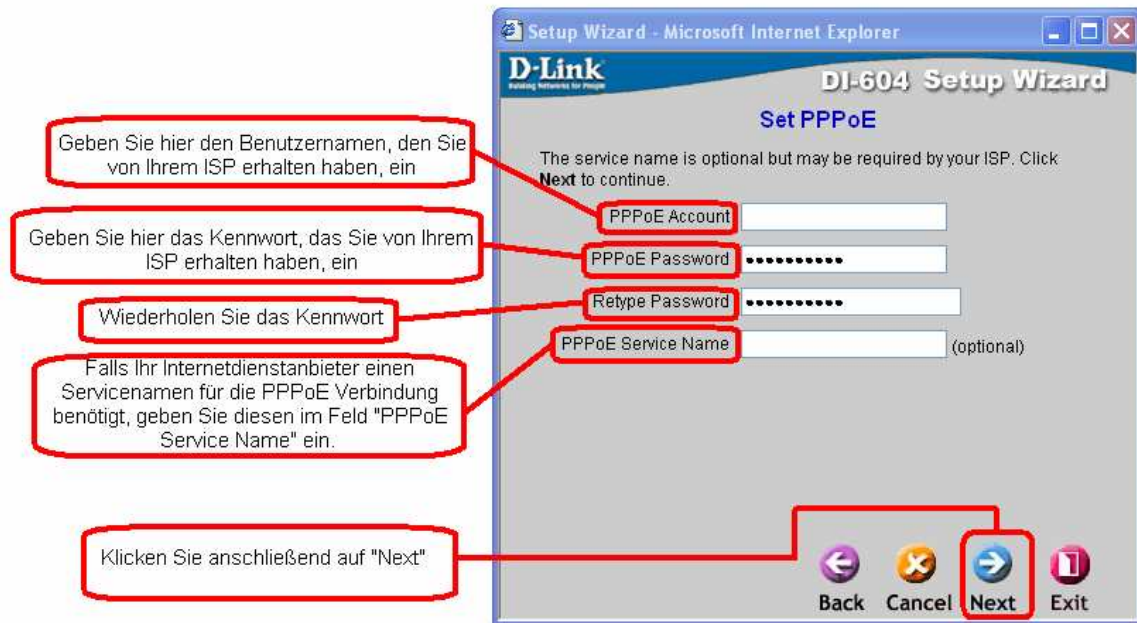 Setup Wizard - Microsoft Internet Explorer
D-Link
Building Networks for People
DI-604 Setup Wizard
Set PPPoE
The service name is optional but may be required by your ISP. Click
Next to continue.
Geben Sie hier den Benutzernamen, den Sie
von Ihrem ISP erhalten haben, ein
PPPoE Account
Geben Sie hier das Kennwort, das Sie von Ihrem
ISP erhalten haben, ein
PPPoE Password ••••••••••
Wiederholen Sie das Kennwort
Retype Password ••••••••••
Falls Ihr Internetdienstanbieter einen
Servicenamen für die PPPoE Verbindung
benötigt, geben Sie diesen im Feld "PPPoE
Service Name" ein.
PPPoE Service Name (optional)
Klicken Sie anschließend auf "Next"
Back Cancel Next Exit